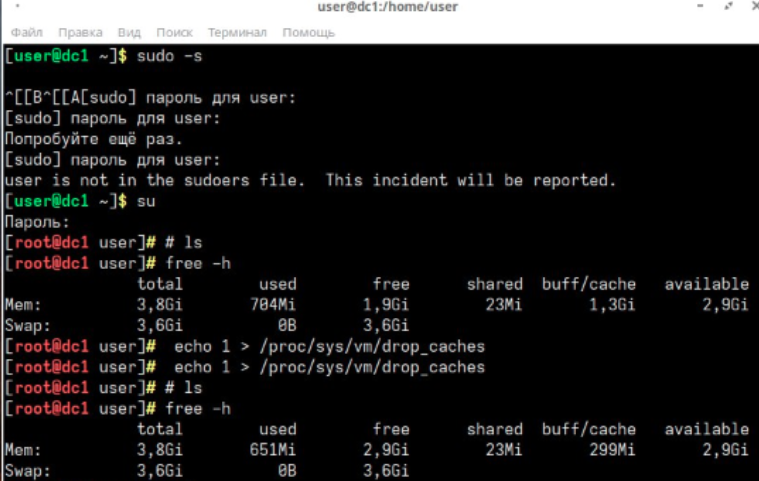 user@dc1:/home/user
Файл Правка Вид Поиск Терминал Помощь
[user@dc1 ~]$ sudo -s
^[[B^[[A[sudo] пароль для user:
[sudo] пароль для user:
Попробуйте ещё раз.
[sudo] пароль для user:
user is not in the sudoers file. This incident will be reported.
[user@dc1 ~]$ su
Пароль:
[root@dc1 user]# # ls
[root@dc1 user]# free -h
total used free shared buff/cache available
Mem: 3,8Gi 704Mi 1,9Gi 23Mi 1,3Gi 2,9Gi
Swap: 3,6Gi 0B 3,6Gi
[root@dc1 user]# echo 1 > /proc/sys/vm/drop_caches
[root@dc1 user]# echo 1 > /proc/sys/vm/drop_caches
[root@dc1 user]# # ls
[root@dc1 user]# free -h
total used free shared buff/cache available
Mem: 3,8Gi 651Mi 2,9Gi 23Mi 299Mi 2,9Gi
Swap: 3,6Gi 0B 3,6Gi